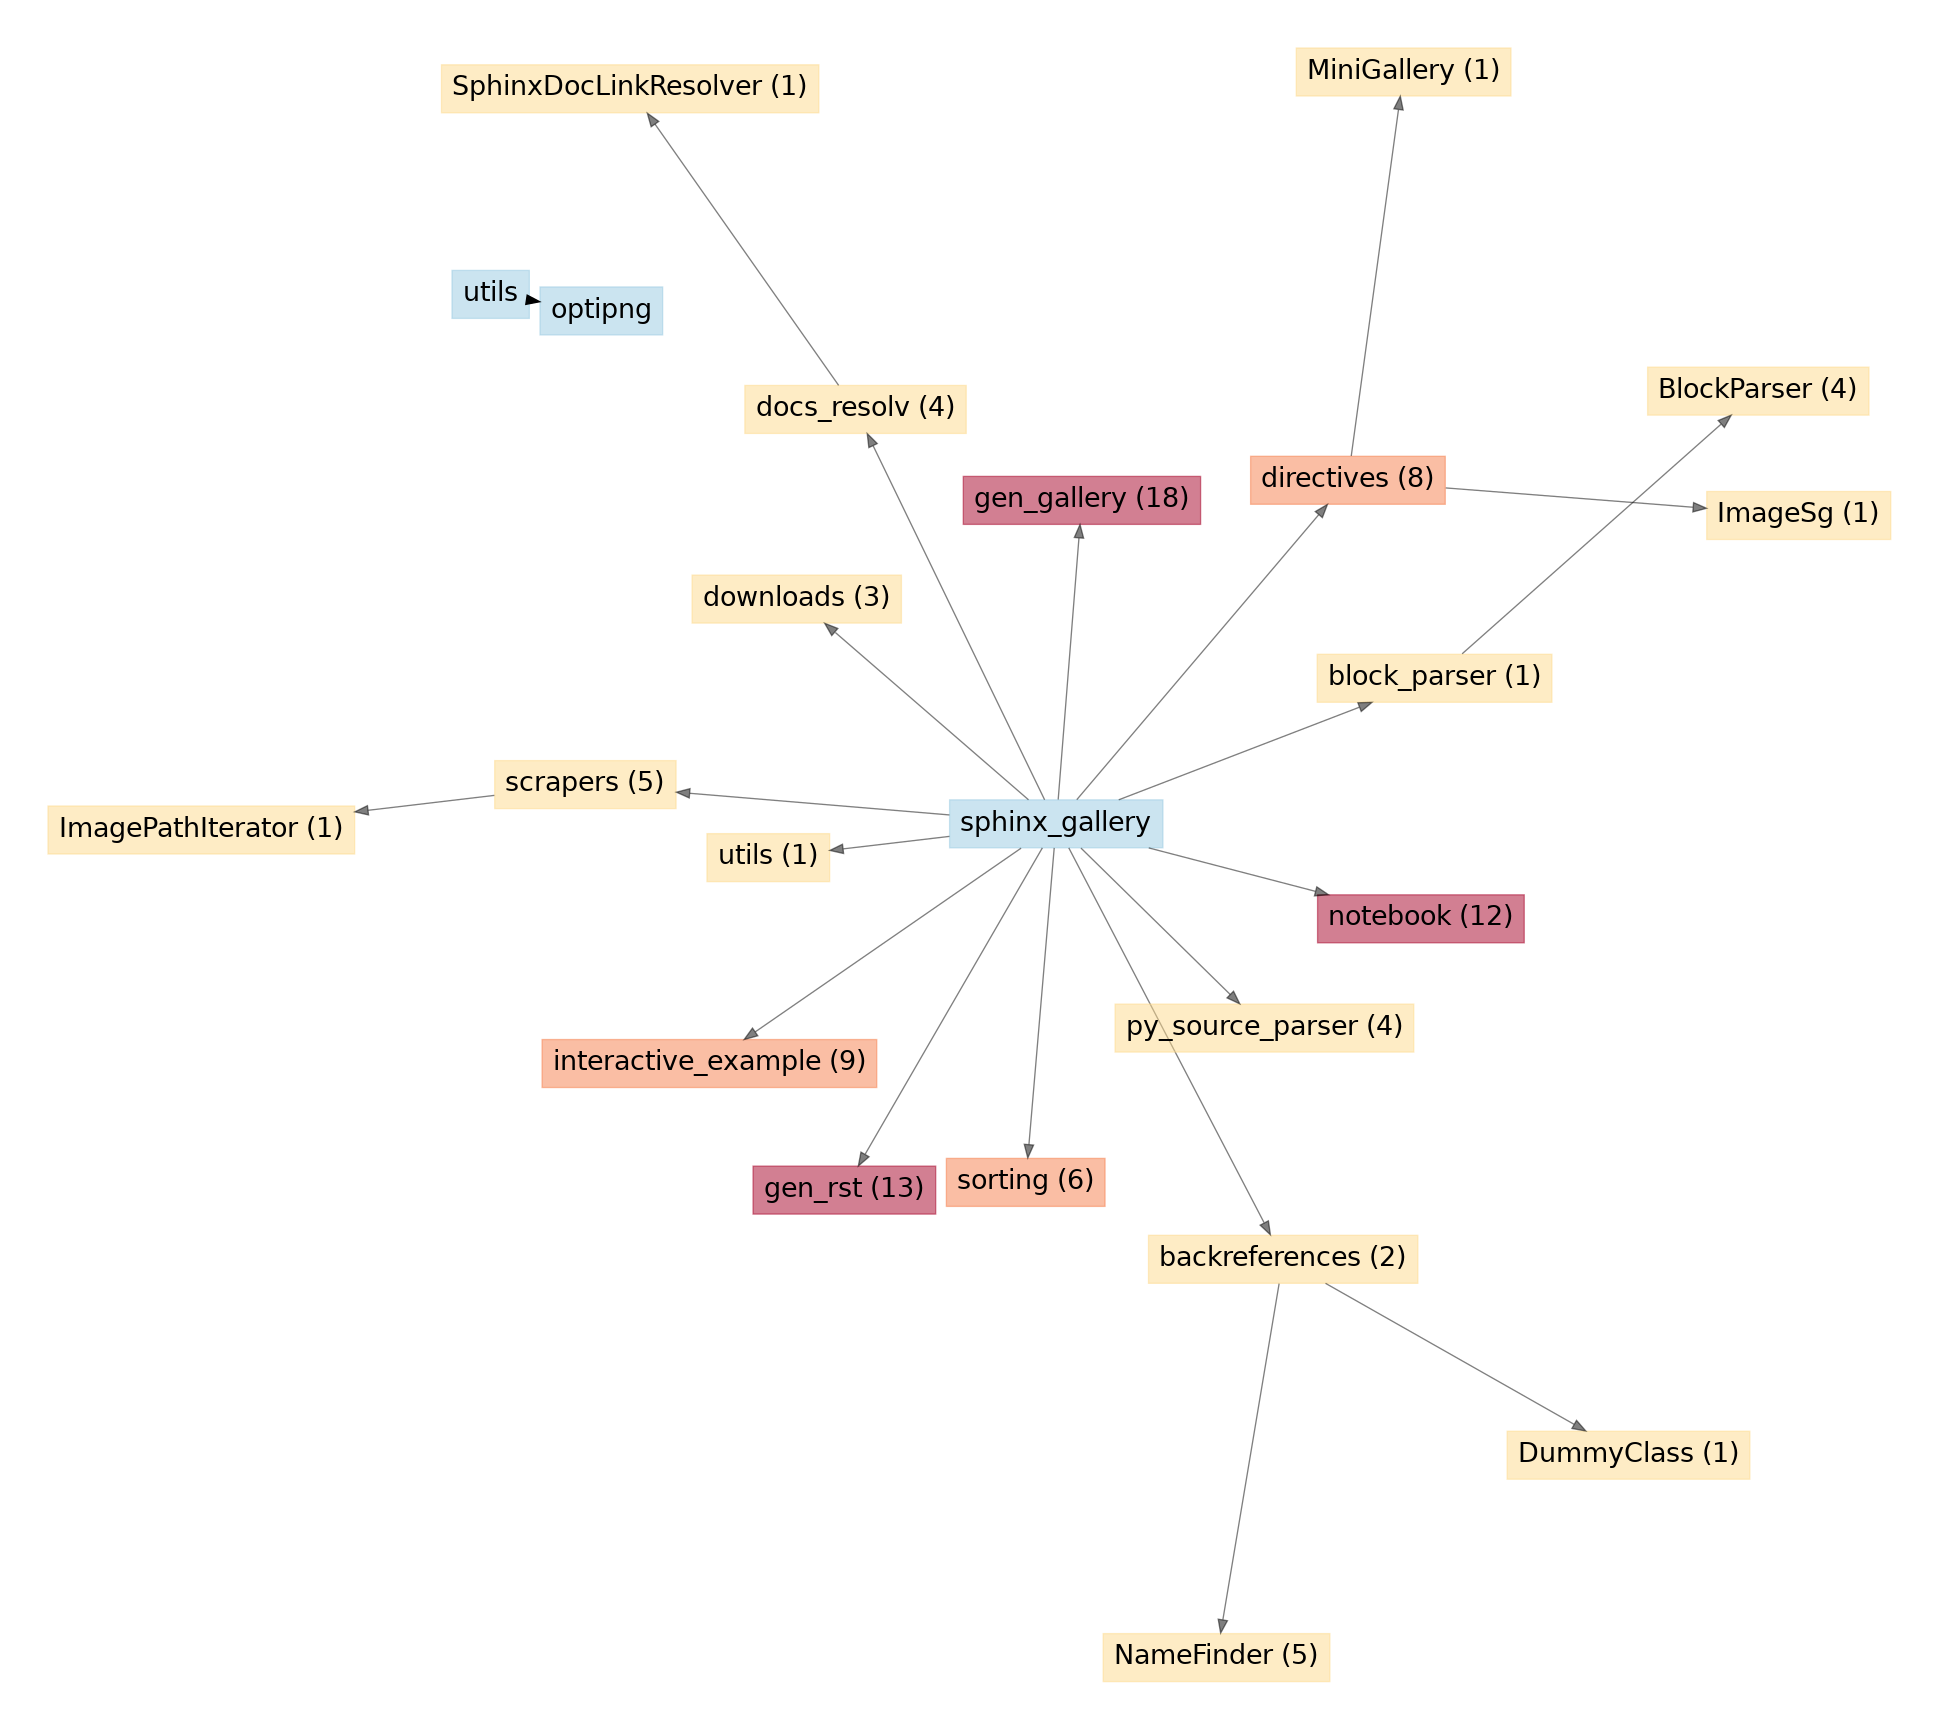 MiniGallery (1)
SphinxDocLinkResolver (1)
utils
optipng
BlockParser (4)
docs_resolv (4)
directives (8)
gen_gallery (18)
ImageSg (1)
downloads (3)
block_parser (1)
scrapers (5)
sphinx_gallery
ImagePathIterator (1)
utils (1)
notebook (12)
py_source_parser (4)
interactive_example (9)
sorting (6)
gen_rst (13)
backreferences (2)
DummyClass (1)
NameFinder (5)